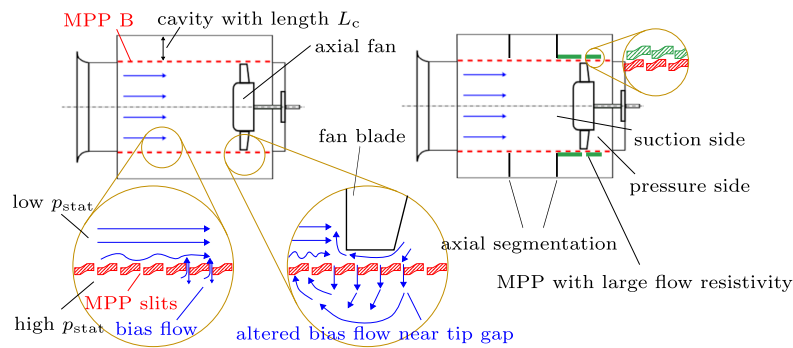 MPP B
cavity with length Lc
axial fan
fan blade
suction side
pressure side
low pstat
axial segmentation
MPP with large flow resistivity
MPP slits
high pstat
bias flow
altered bias flow near tip gap